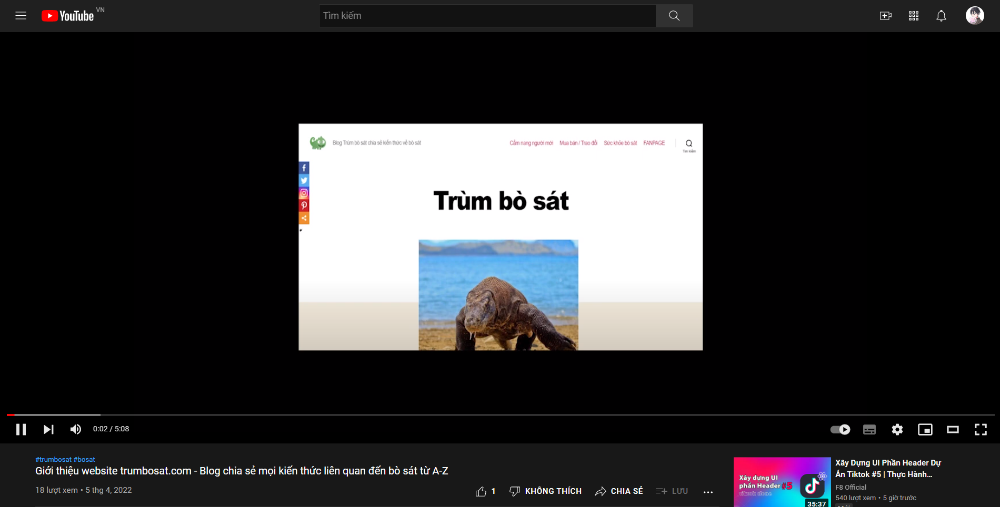 YouTube VN
Tìm kiếm
Blog Trùm bò sát chia sẻ kiến thức về bò sát
Cẩm nang người mới Mua bán / Trao đổi Sức khỏe bò sát FANPAGE
Tìm kiếm
Trùm bò sát
0:02 / 5:08
#trumbosat #bosat
Giới thiệu website trumbosat.com - Blog chia sẻ mọi kiến thức liên quan đến bò sát từ A-Z
18 lượt xem • 5 thg 4, 2022
1 KHÔNG THÍCH CHIA SẺ LƯU
Xây dựng UI
phần Header #5
tiktok clone
35:37
Xây Dựng UI Phần Header Dự
Án Tiktok #5 | Thực Hành...
F8 Official
540 lượt xem • 5 giờ trước
Mới